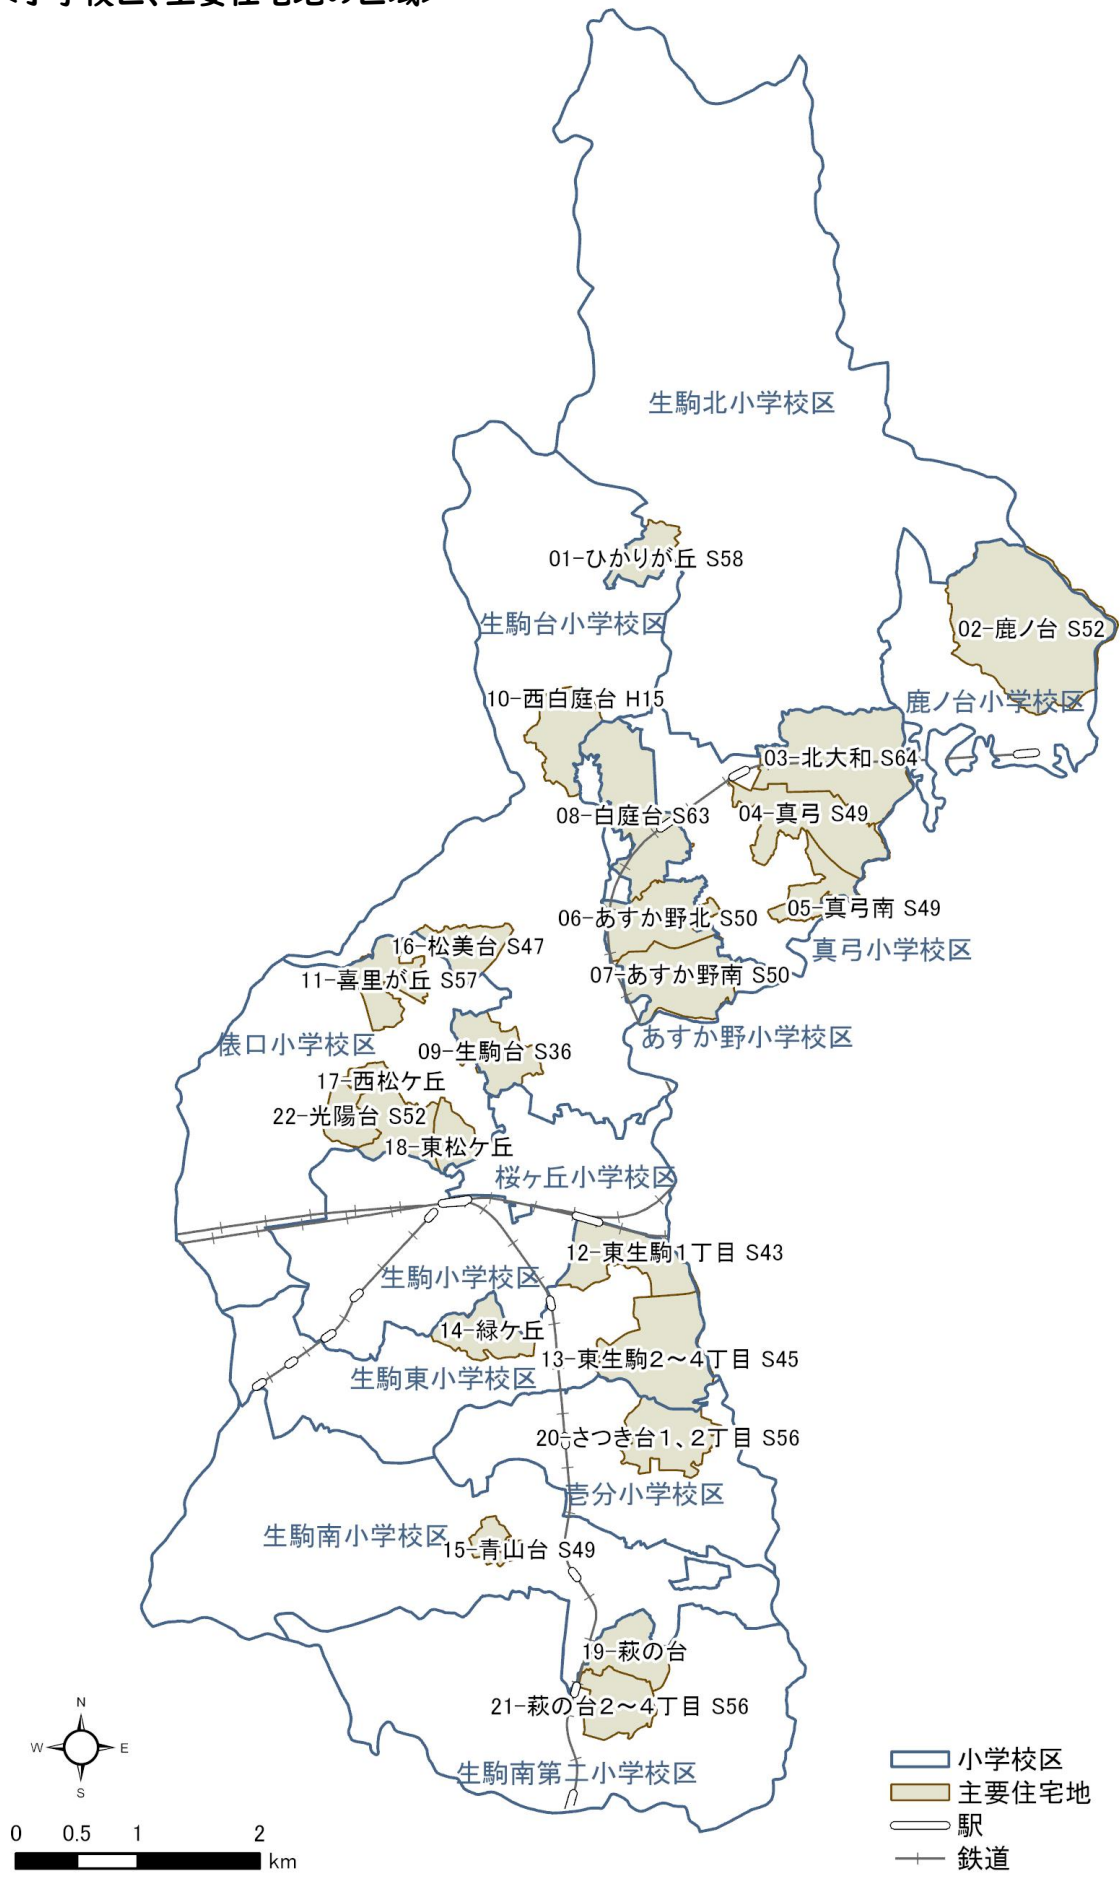 生駒北小学校区
01-ひかりが丘 S58
生駒台小学校区
02-鹿ノ台 S52
鹿ノ台小学校区
10-西白庭台 H15
03-北大和 S64
08-白庭台 S63
04-真弓 S49
06-あすか野北 S50
05-真弓南 S49
16-松美台 S47
真弓小学校区
11-喜里が丘 S57
07-あすか野南 S50
俵口小学校区
09-生駒台 S36
あすか野小学校区
17-西松ケ丘
22-光陽台 S52
18-東松ケ丘
桜ヶ丘小学校区
12-東生駒1丁目 S43
生駒小学校区
14-緑ケ丘
13-東生駒2～4丁目 S45
生駒東小学校区
20-さつき台1、2丁目 S56
壱分小学校区
生駒南小学校区
15-青山台 S49
19-萩の台
21-萩の台2～4丁目 S56
生駒南第二小学校区
N
W
E
S
0 0.5 1 2
km
小学校区
主要住宅地
駅
鉄道